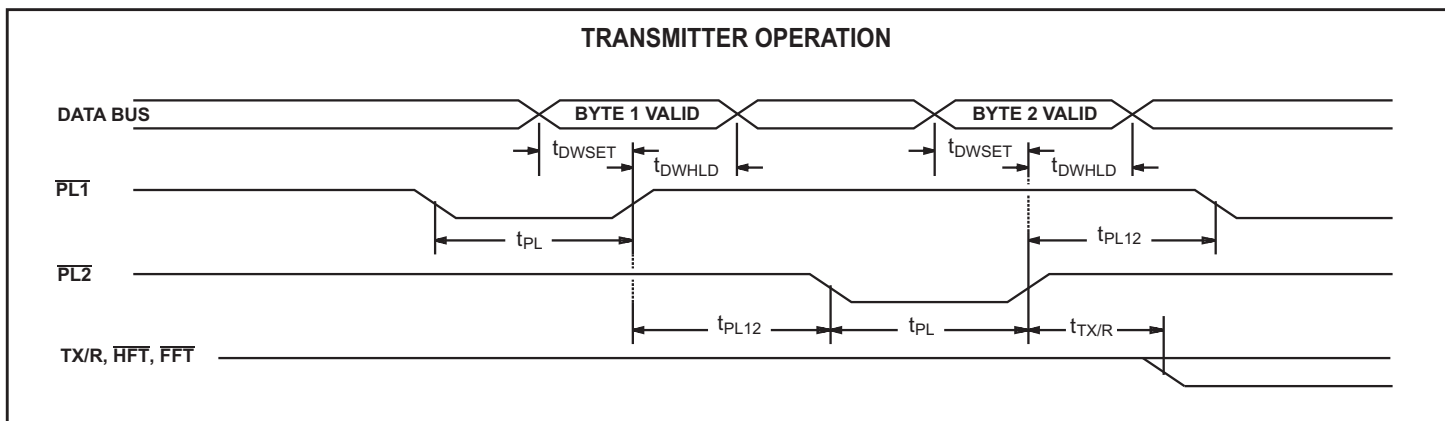 TRANSMITTER OPERATION
DATA BUS
BYTE 1 VALID
BYTE 2 VALID
tDWSET
tDWHLD
tDWSET
tDWHLD
PL1
tPL
tPL12
PL2
tPL12
tPL
tTX/R
TX/R, HFT, FFT